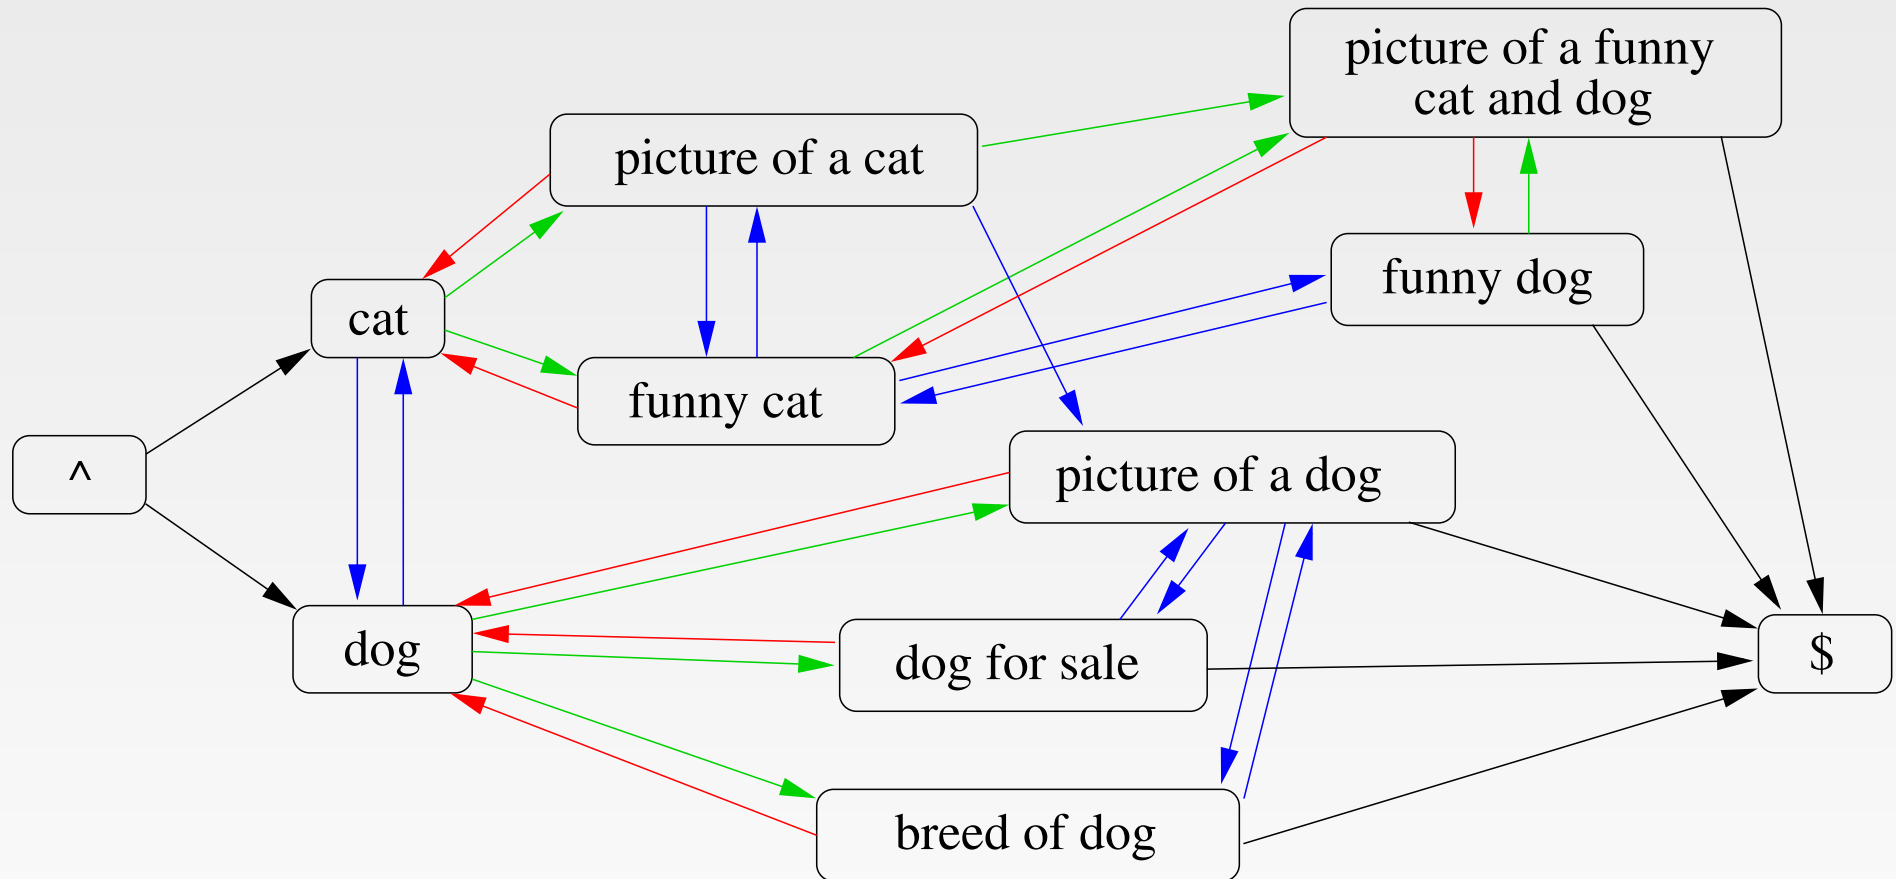 picture of a funny
cat and dog
picture of a cat
funny dog
cat
funny cat
^
picture of a dog
dog
dog for sale
$
breed of dog